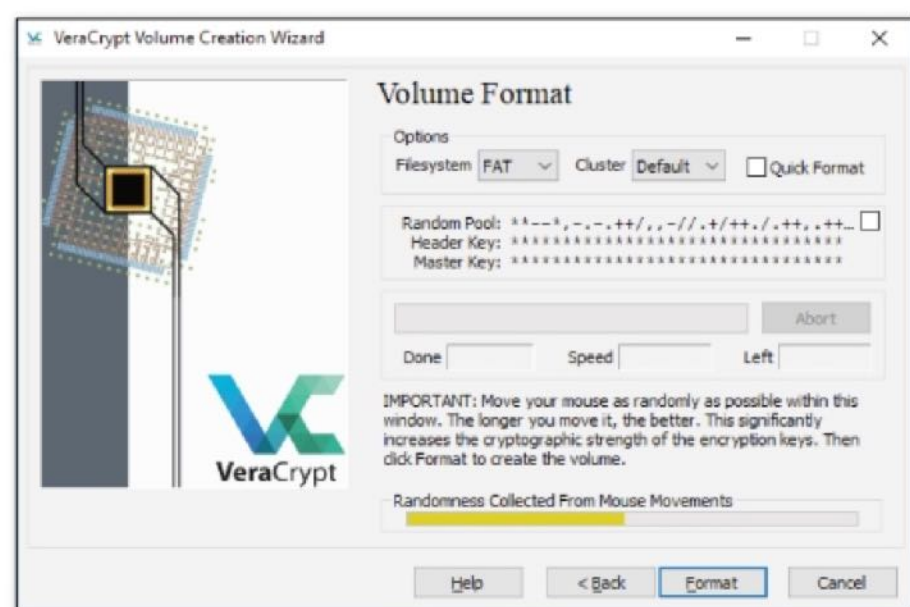 VeraCrypt Volume Creation Wizard
Volume Format
Options
Filesystem FAT Cluster Default Quick Format
Random Pool: **--*,-.-.++/,,-//.+/++./.++,.++...
Header Key: ********************************
Master Key: ********************************
Abort
Done Speed Left
IMPORTANT: Move your mouse as randomly as possible within this
window. The longer you move it, the better. This significantly
increases the cryptographic strength of the encryption keys. Then
click Format to create the volume.
VeraCrypt
Randomness Collected From Mouse Movements
Help < Back Format Cancel